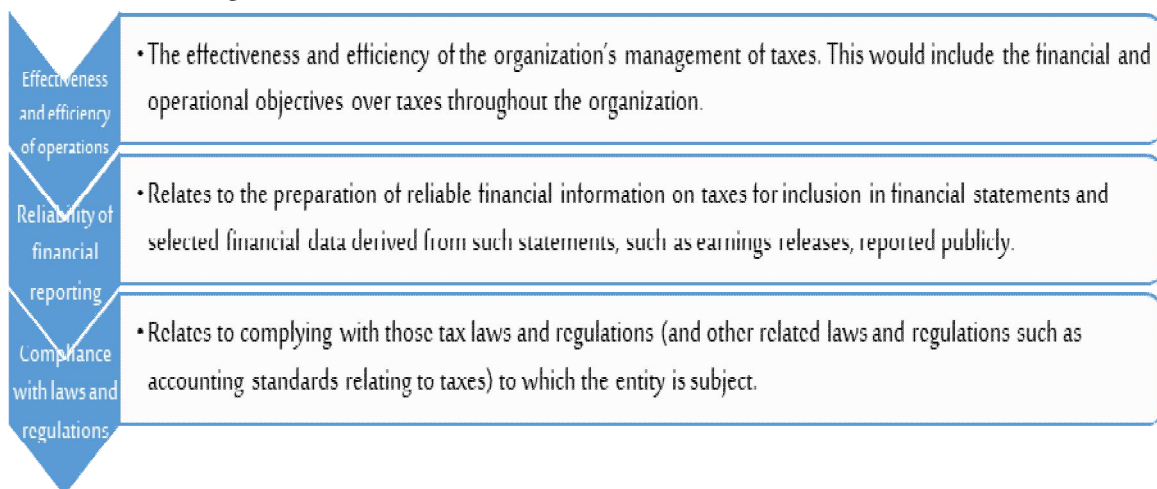 Effectiveness
and efficiency
of operations
• The effectiveness and efficiency of the organization's management of taxes. This would include the financial and
operational objectives over taxes throughout the organization.
Reliability of
financial
reporting
• Relates to the preparation of reliable financial information on taxes for inclusion in financial statements and
selected financial data derived from such statements, such as earnings releases, reported publicly.
Compliance
with laws and
regulations
• Relates to complying with those tax laws and regulations (and other related laws and regulations such as
accounting standards relating to taxes) to which the entity is subject.